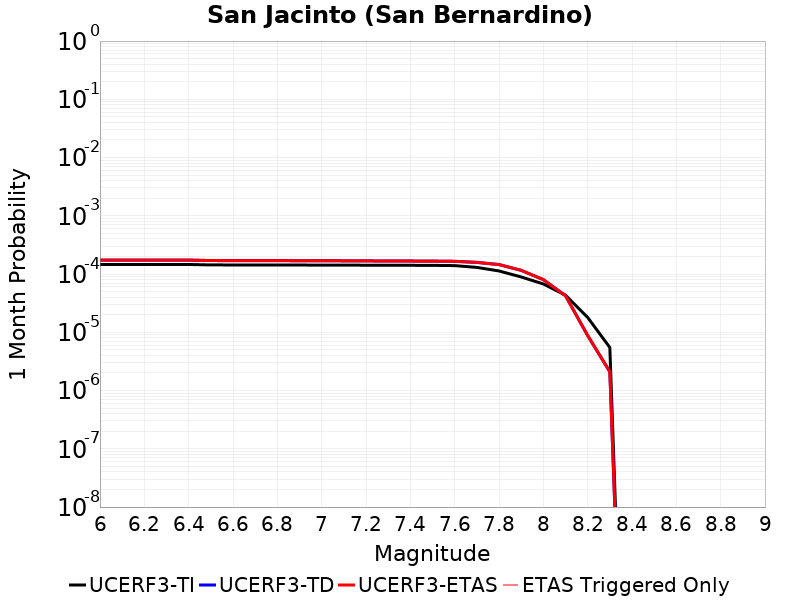 San Jacinto (San Bernardino)
10^0
10^-1
10^-2
10^-3
10^-4
10^-5
10^-6
10^-7
10^-8
1 Month Probability
6 6.2 6.4 6.6 6.8 7 7.2 7.4 7.6 7.8 8 8.2 8.4 8.6 8.8 9
Magnitude
UCERF3-TI UCERF3-TD UCERF3-ETAS ETAS Triggered Only